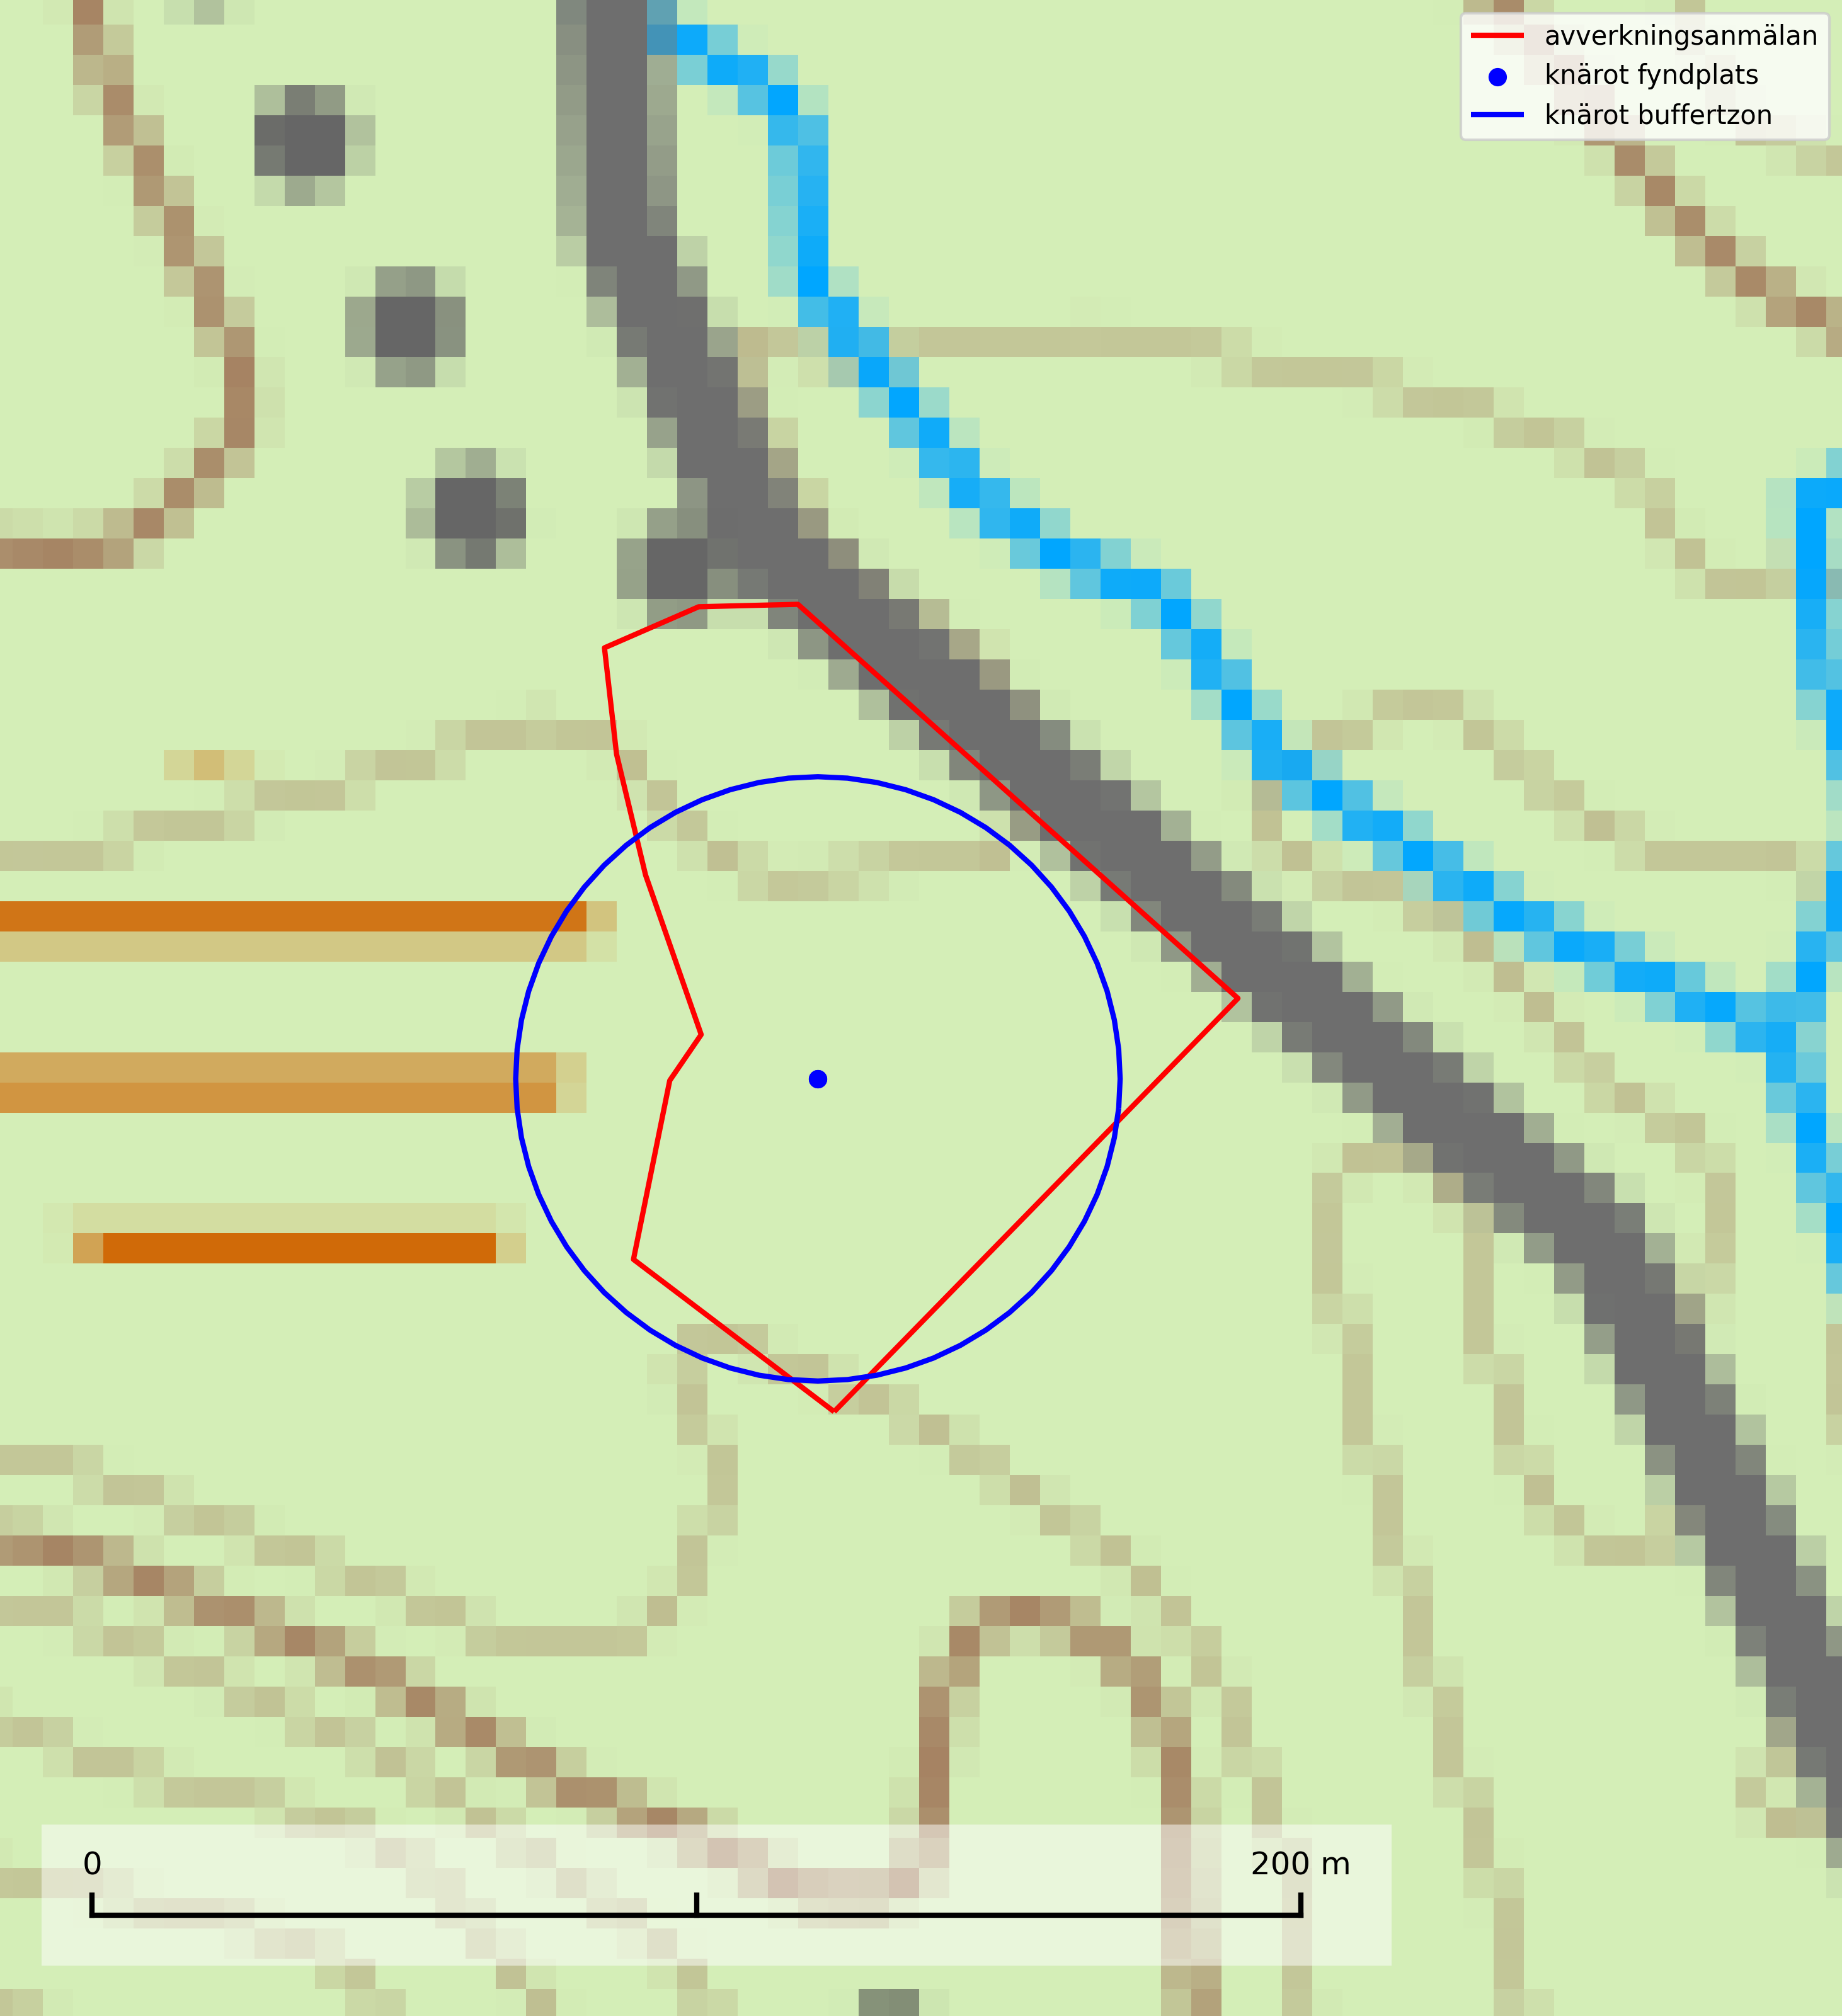 avverkningsanmälan
knärot fyndplats
knärot buffertzon
0
200 m